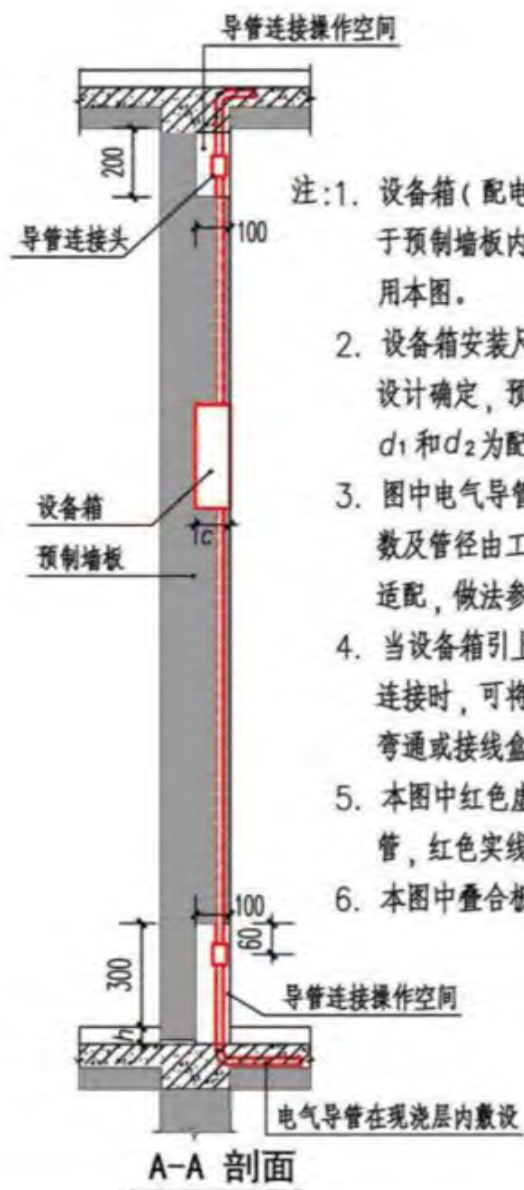 导管连接操作空间
200
导管连接头
100
注:1. 设备箱(配电
于预制墙板内
用本图。
2. 设备箱安装尺
设计确定,预
d₁和d₂为配
3. 图中电气导管
数及管径由工
适配,做法参
4. 当设备箱引上
连接时,可将
弯通或接线盒
5. 本图中红色虚
管,红色实线
6. 本图中叠合板
设备箱
c
预制墙板
100
60
300
h
导管连接操作空间
电气导管在现浇层内敷设
A-A 剖面